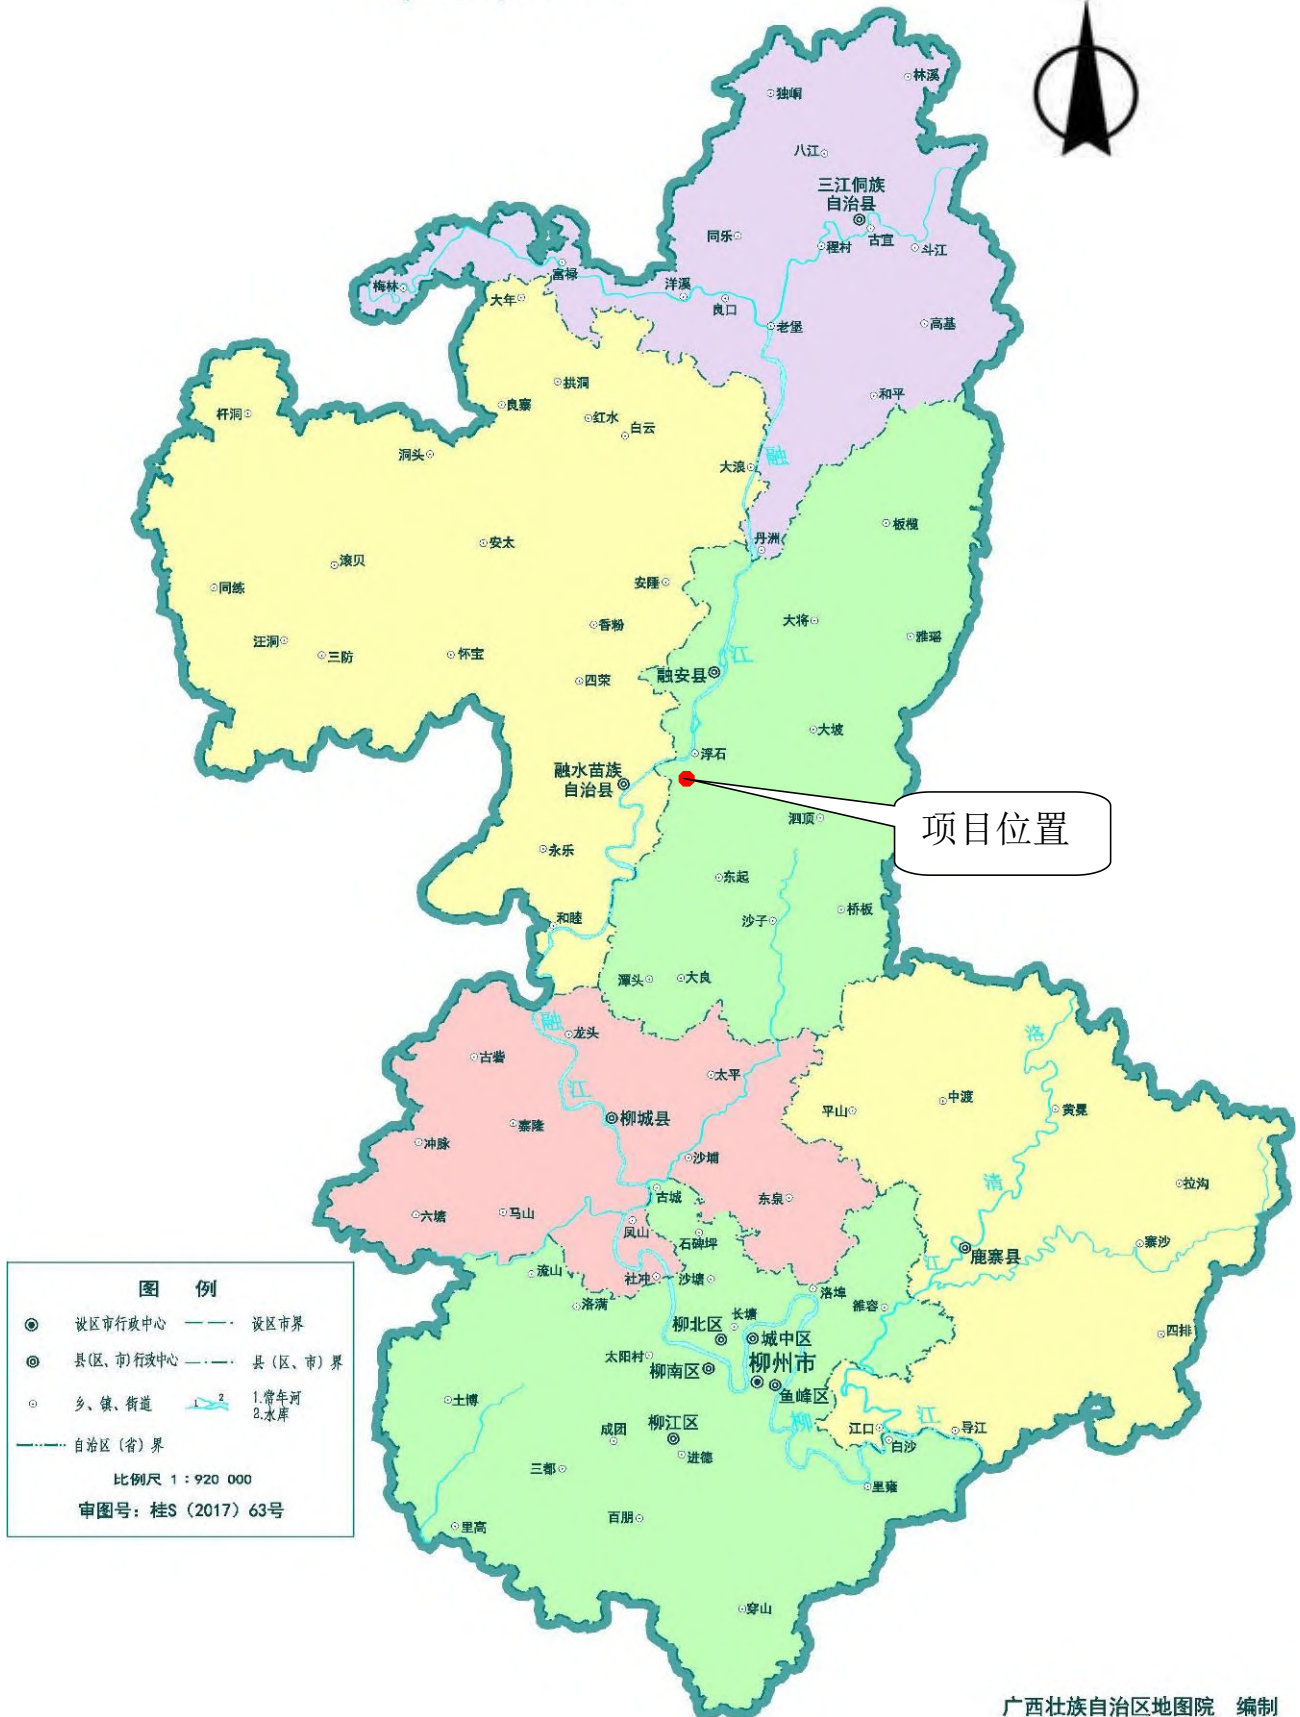 林溪
独峒
八江
三江侗族
自治县
同乐
程村
古宜
斗江
富禄
梅林
大年
洋溪
良口
老堡
高基
拱洞
良寨
红水
白云
和平
杆洞
洞头
大浪
融
板榄
丹洲
安太
滚贝
同练
安陲
大将
香粉
雅瑶
汪洞
三防
怀宝
四荣
江
融安县
大坡
浮石
融水苗族
自治县
泗顶
项目位置
永乐
东起
沙子
桥板
和睦
潭头
大良
融
龙头
洛
古砦
太平
江
中渡
黄冕
平山
柳城县
寨隆
冲脉
沙埔
清
拉沟
古城
东泉
六塘
马山
凤山
石碑坪
寨沙
江
鹿寨县
流山
社冲
沙塘
洛埠
洛满
长塘
雒容
柳北区
城中区
四排
太阳村
柳州市
柳南区
鱼峰区
土博
柳
江
柳江区
成团
江口
导江
白沙
进德
三都
里雍
百朋
里高
穿山
图 例
设区市行政中心
设区市界
县(区、市)行政中心
县（区、市）界
乡、镇、街道
1
2
1.常年河
2.水库
自治区（省）界
比例尺 1：920 000
审图号：桂S（2017）63号
广西壮族自治区地图院 编制